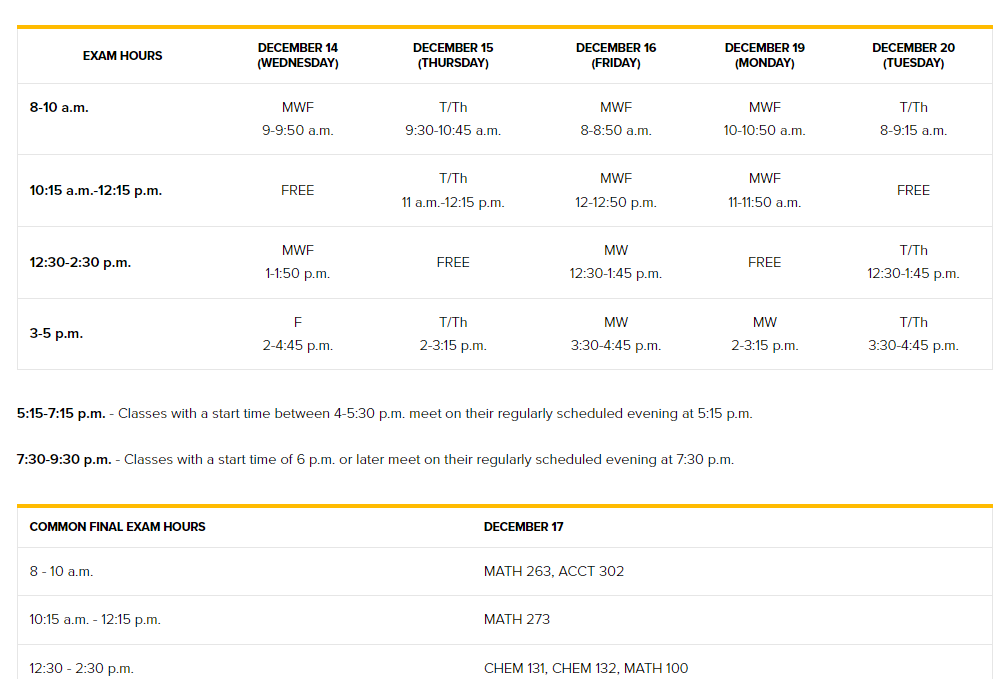 EXAM HOURS DECEMBER 14 (WEDNESDAY) DECEMBER 15 (THURSDAY) DECEMBER 16 (FRIDAY) DECEMBER 19 (MONDAY) DECEMBER 20 (TUESDAY)
8-10 a.m. MWF T/Th MWF MWF T/Th
9-9:50 a.m. 9:30-10:45 a.m. 8-8:50 a.m. 10-10:50 a.m. 8-9:15 a.m.
10:15 a.m.-12:15 p.m. FREE T/Th MWF MWF FREE
11 a.m.-12:15 p.m. 12-12:50 p.m. 11-11:50 a.m.
12:30-2:30 p.m. MWF FREE MW FREE T/Th
1-1:50 p.m. 12:30-1:45 p.m. 12:30-1:45 p.m.
3-5 p.m. F T/Th MW MW T/Th
2-4:45 p.m. 2-3:15 p.m. 3:30-4:45 p.m. 2-3:15 p.m. 3:30-4:45 p.m.
5:15-7:15 p.m. - Classes with a start time between 4-5:30 p.m. meet on their regularly scheduled evening at 5:15 p.m.
7:30-9:30 p.m. - Classes with a start time of 6 p.m. or later meet on their regularly scheduled evening at 7:30 p.m.
COMMON FINAL EXAM HOURS DECEMBER 17
8 - 10 a.m. MATH 263, ACCT 302
10:15 a.m. - 12:15 p.m. MATH 273
12:30 - 2:30 p.m. CHEM 131, CHEM 132, MATH 100